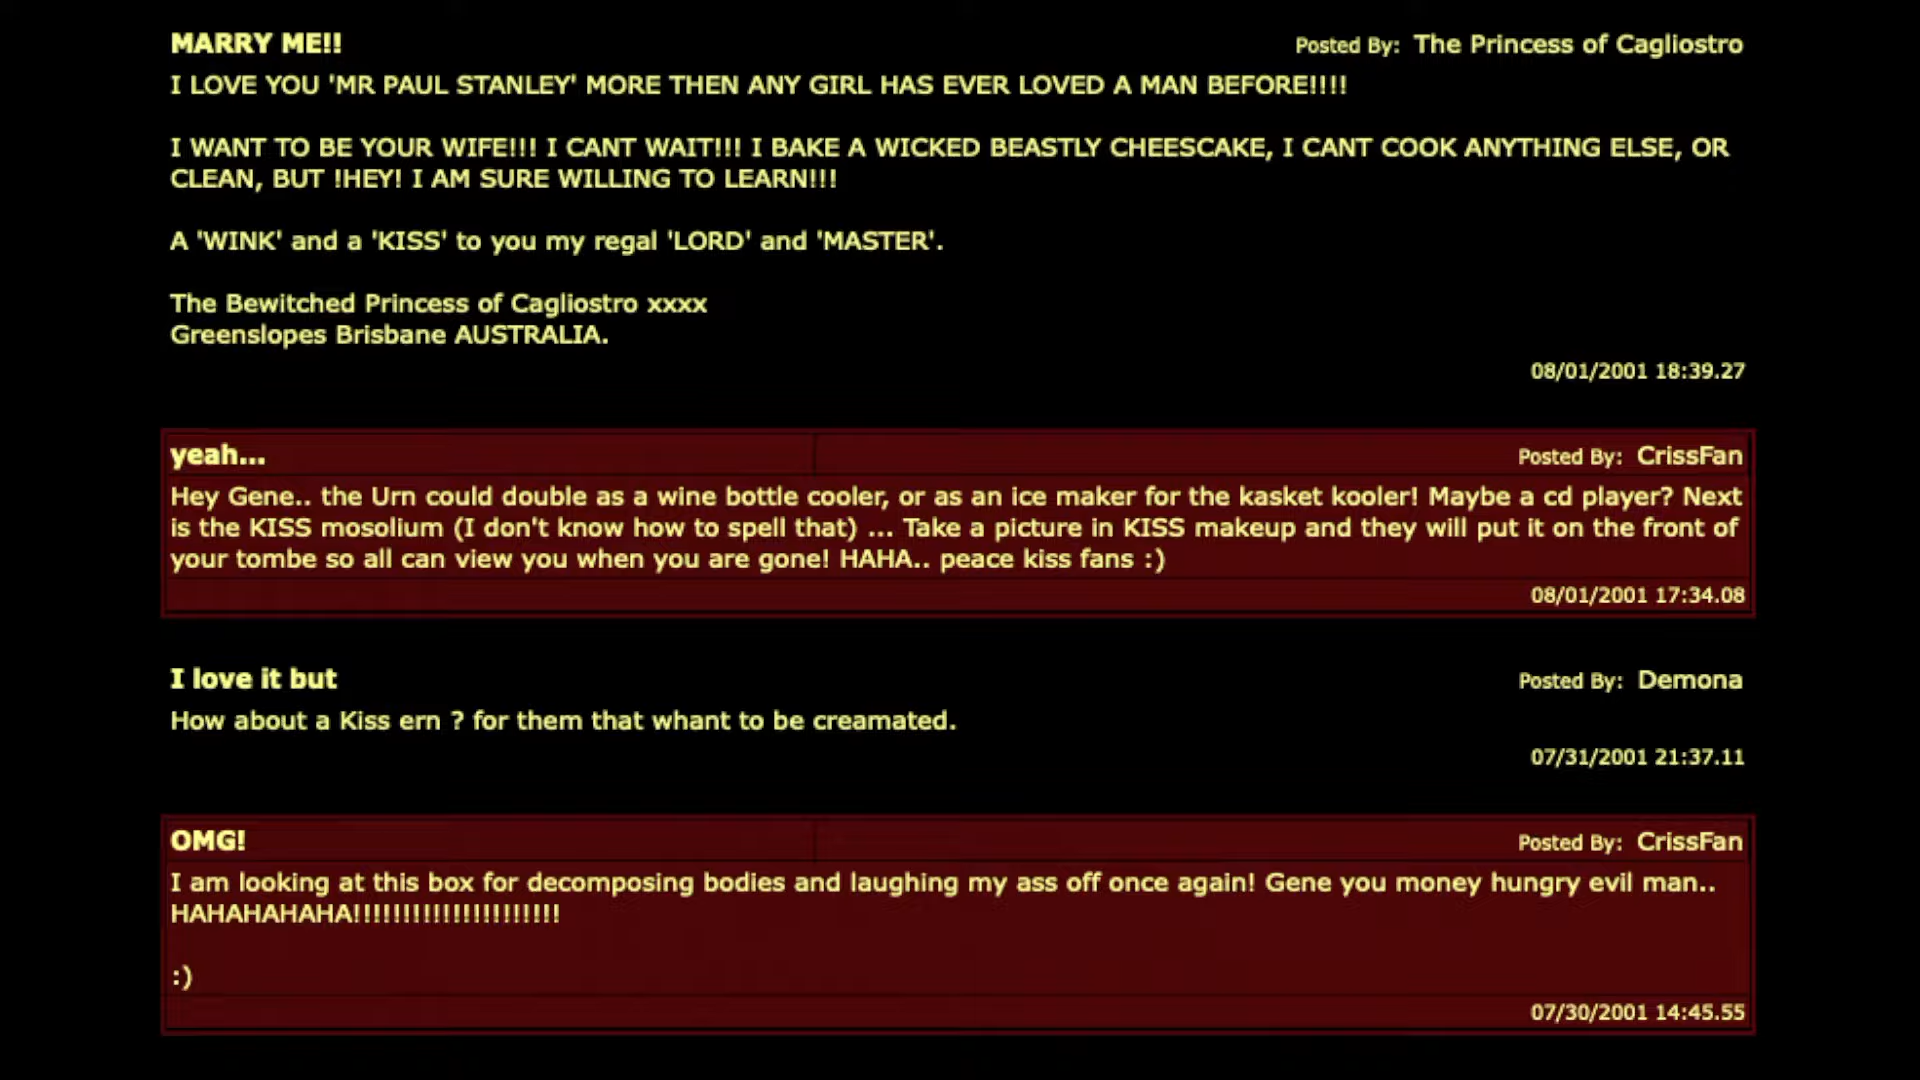 MARRY ME!! Posted By: The Princess of Cagliostro
I LOVE YOU 'MR PAUL STANLEY' MORE THEN ANY GIRL HAS EVER LOVED A MAN BEFORE!!!!
I WANT TO BE YOUR WIFE!!! I CANT WAIT!!! I BAKE A WICKED BEASTLY CHEESCAKE, I CANT COOK ANYTHING ELSE, OR
CLEAN, BUT !HEY! I AM SURE WILLING TO LEARN!!!
A 'WINK' and a 'KISS' to you my regal 'LORD' and 'MASTER'.
The Bewitched Princess of Cagliostro xxxx
Greenslopes Brisbane AUSTRALIA.
08/01/2001 18:39.27
yeah... Posted By: CrissFan
Hey Gene.. the Urn could double as a wine bottle cooler, or as an ice maker for the kasket kooler! Maybe a cd player? Next
is the KISS mosolium (I don't know how to spell that) ... Take a picture in KISS makeup and they will put it on the front of
your tombe so all can view you when you are gone! HAHA.. peace kiss fans :)
08/01/2001 17:34.08
I love it but Posted By: Demona
How about a Kiss ern ? for them that whant to be creamated.
07/31/2001 21:37.11
OMG! Posted By: CrissFan
I am looking at this box for decomposing bodies and laughing my ass off once again! Gene you money hungry evil man..
HAHAHAHAHA!!!!!!!!!!!!!!!!!!!!!
:)
07/30/2001 14:45.55